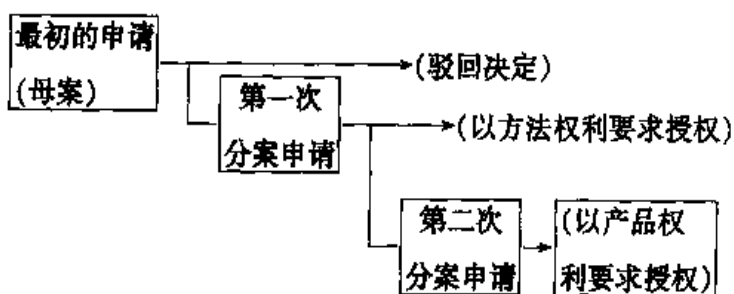 最初的申请
(母案)
(驳回决定)
第一次
分案申请
(以方法权利要求授权)
第二次
分案申请
(以产品权
利要求授权)